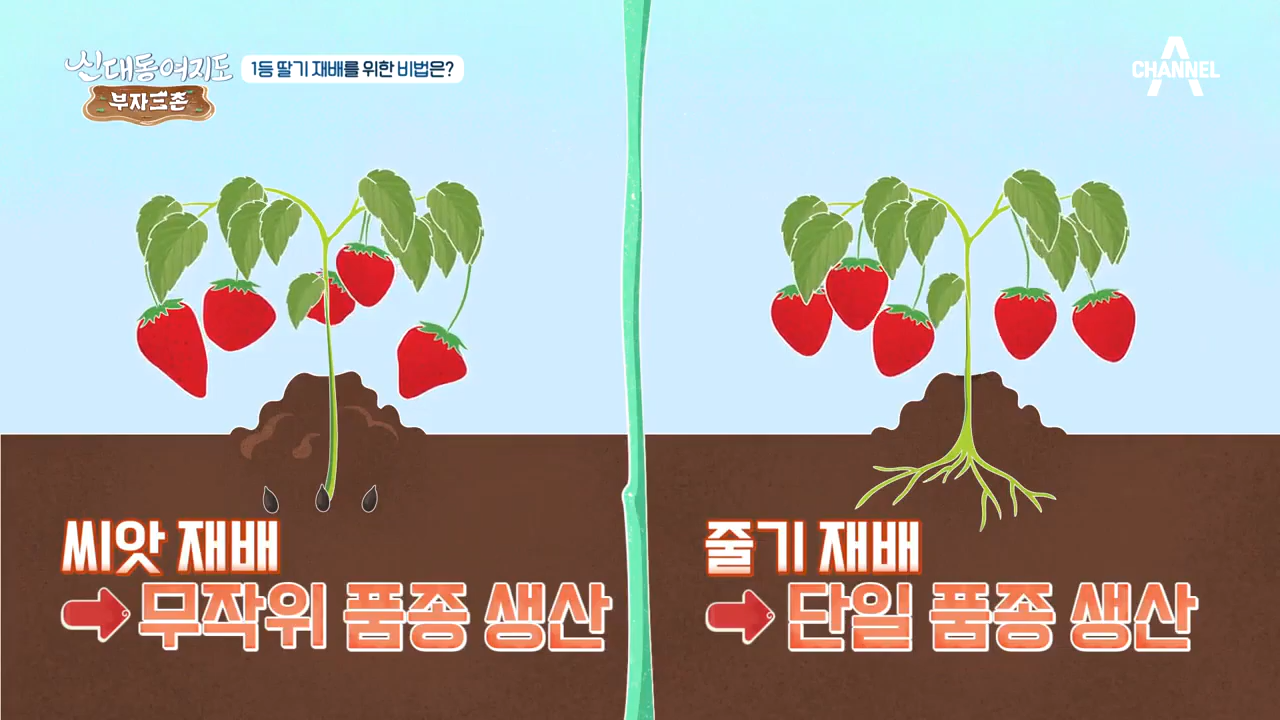 신대동여지도
부자군촌
1등 딸기 재배를 위한 비법은?
CHANNEL A
씨앗 재배
무작위 품종 생산
줄기 재배
단일 품종 생산